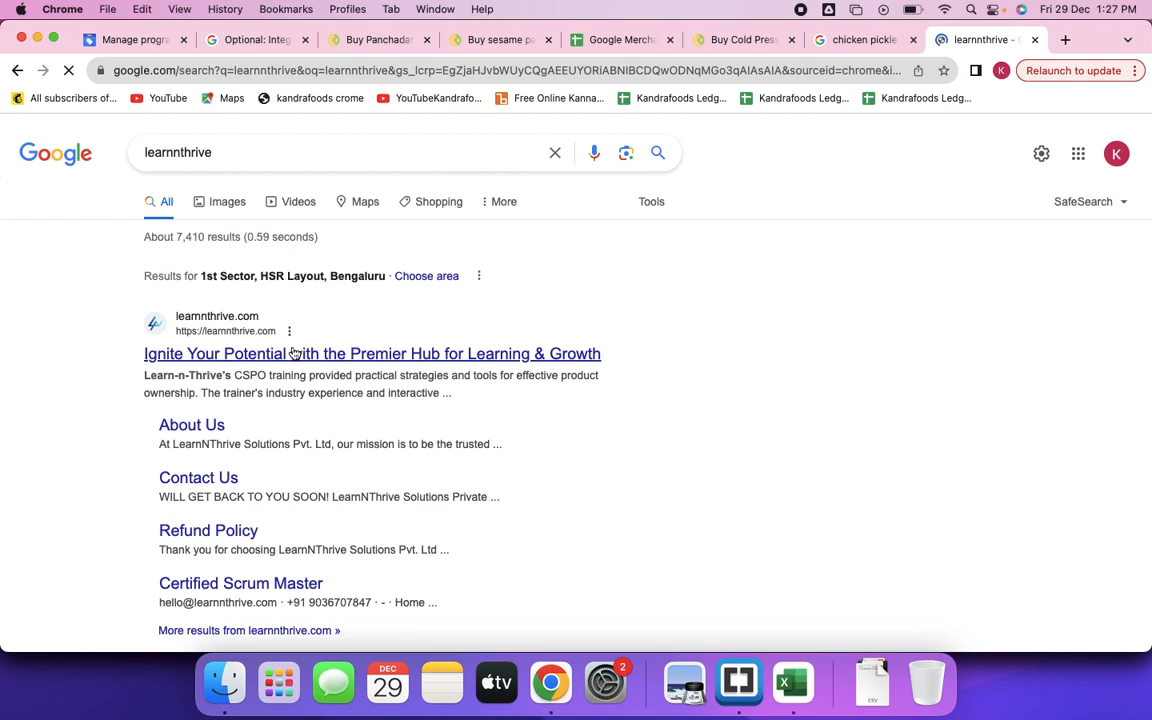 Chrome File Edit View History Bookmarks Profiles Tab Window Help Fri 29 Dec 1:27 PM
Manage progra Optional: Integ Buy Panchadar Buy sesame pa Google Mercha Buy Cold Press chicken pickle learnnthrive - G
google.com/search?q=learnnthrive&oq=learnnthrive&gs_lcrp=EgZjaHJvbWUyCQgAEEUYORiABNIBCDQwODNqMGo3qAIAsAIA&sourceid=chrome&i... K Relaunch to update
All subscribers of... YouTube Maps kandrafoods crome YouTubeKandrafo... Free Online Kanna... Kandrafoods Ledg... Kandrafoods Ledg... Kandrafoods Ledg...
Google learnnthrive K
All Images Videos Maps Shopping More Tools SafeSearch
About 7,410 results (0.59 seconds)
Results for 1st Sector, HSR Layout, Bengaluru · Choose area
learnnthrive.com
https://learnnthrive.com
Ignite Your Potential with the Premier Hub for Learning & Growth
Learn-n-Thrive's CSPO training provided practical strategies and tools for effective product
ownership. The trainer's industry experience and interactive ...
About Us
At LearnNThrive Solutions Pvt. Ltd, our mission is to be the trusted ...
Contact Us
WILL GET BACK TO YOU SOON! LearnNThrive Solutions Private ...
Refund Policy
Thank you for choosing LearnNThrive Solutions Pvt. Ltd ...
Certified Scrum Master
hello@learnnthrive.com · +91 9036707847 · - · Home ...
More results from learnnthrive.com »
DEC
29
tv
2
X
CSV